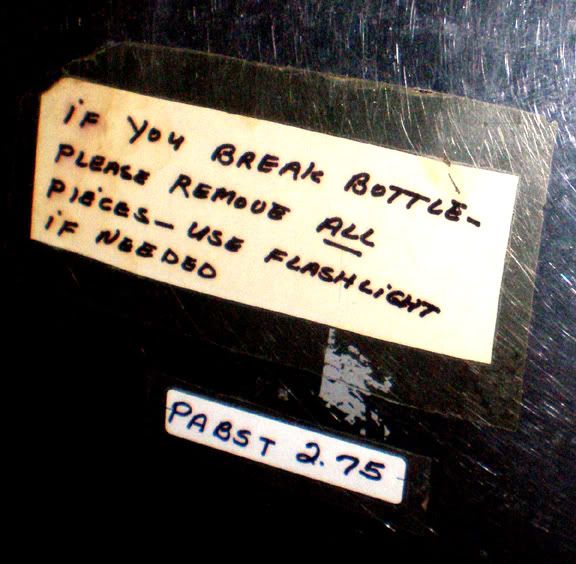 iF YOU BREAK BOTTLE-
PLEASE REMOVE ALL
PiECES- USE FLASHLiGHT
iF NEEDED
PABST 2.75